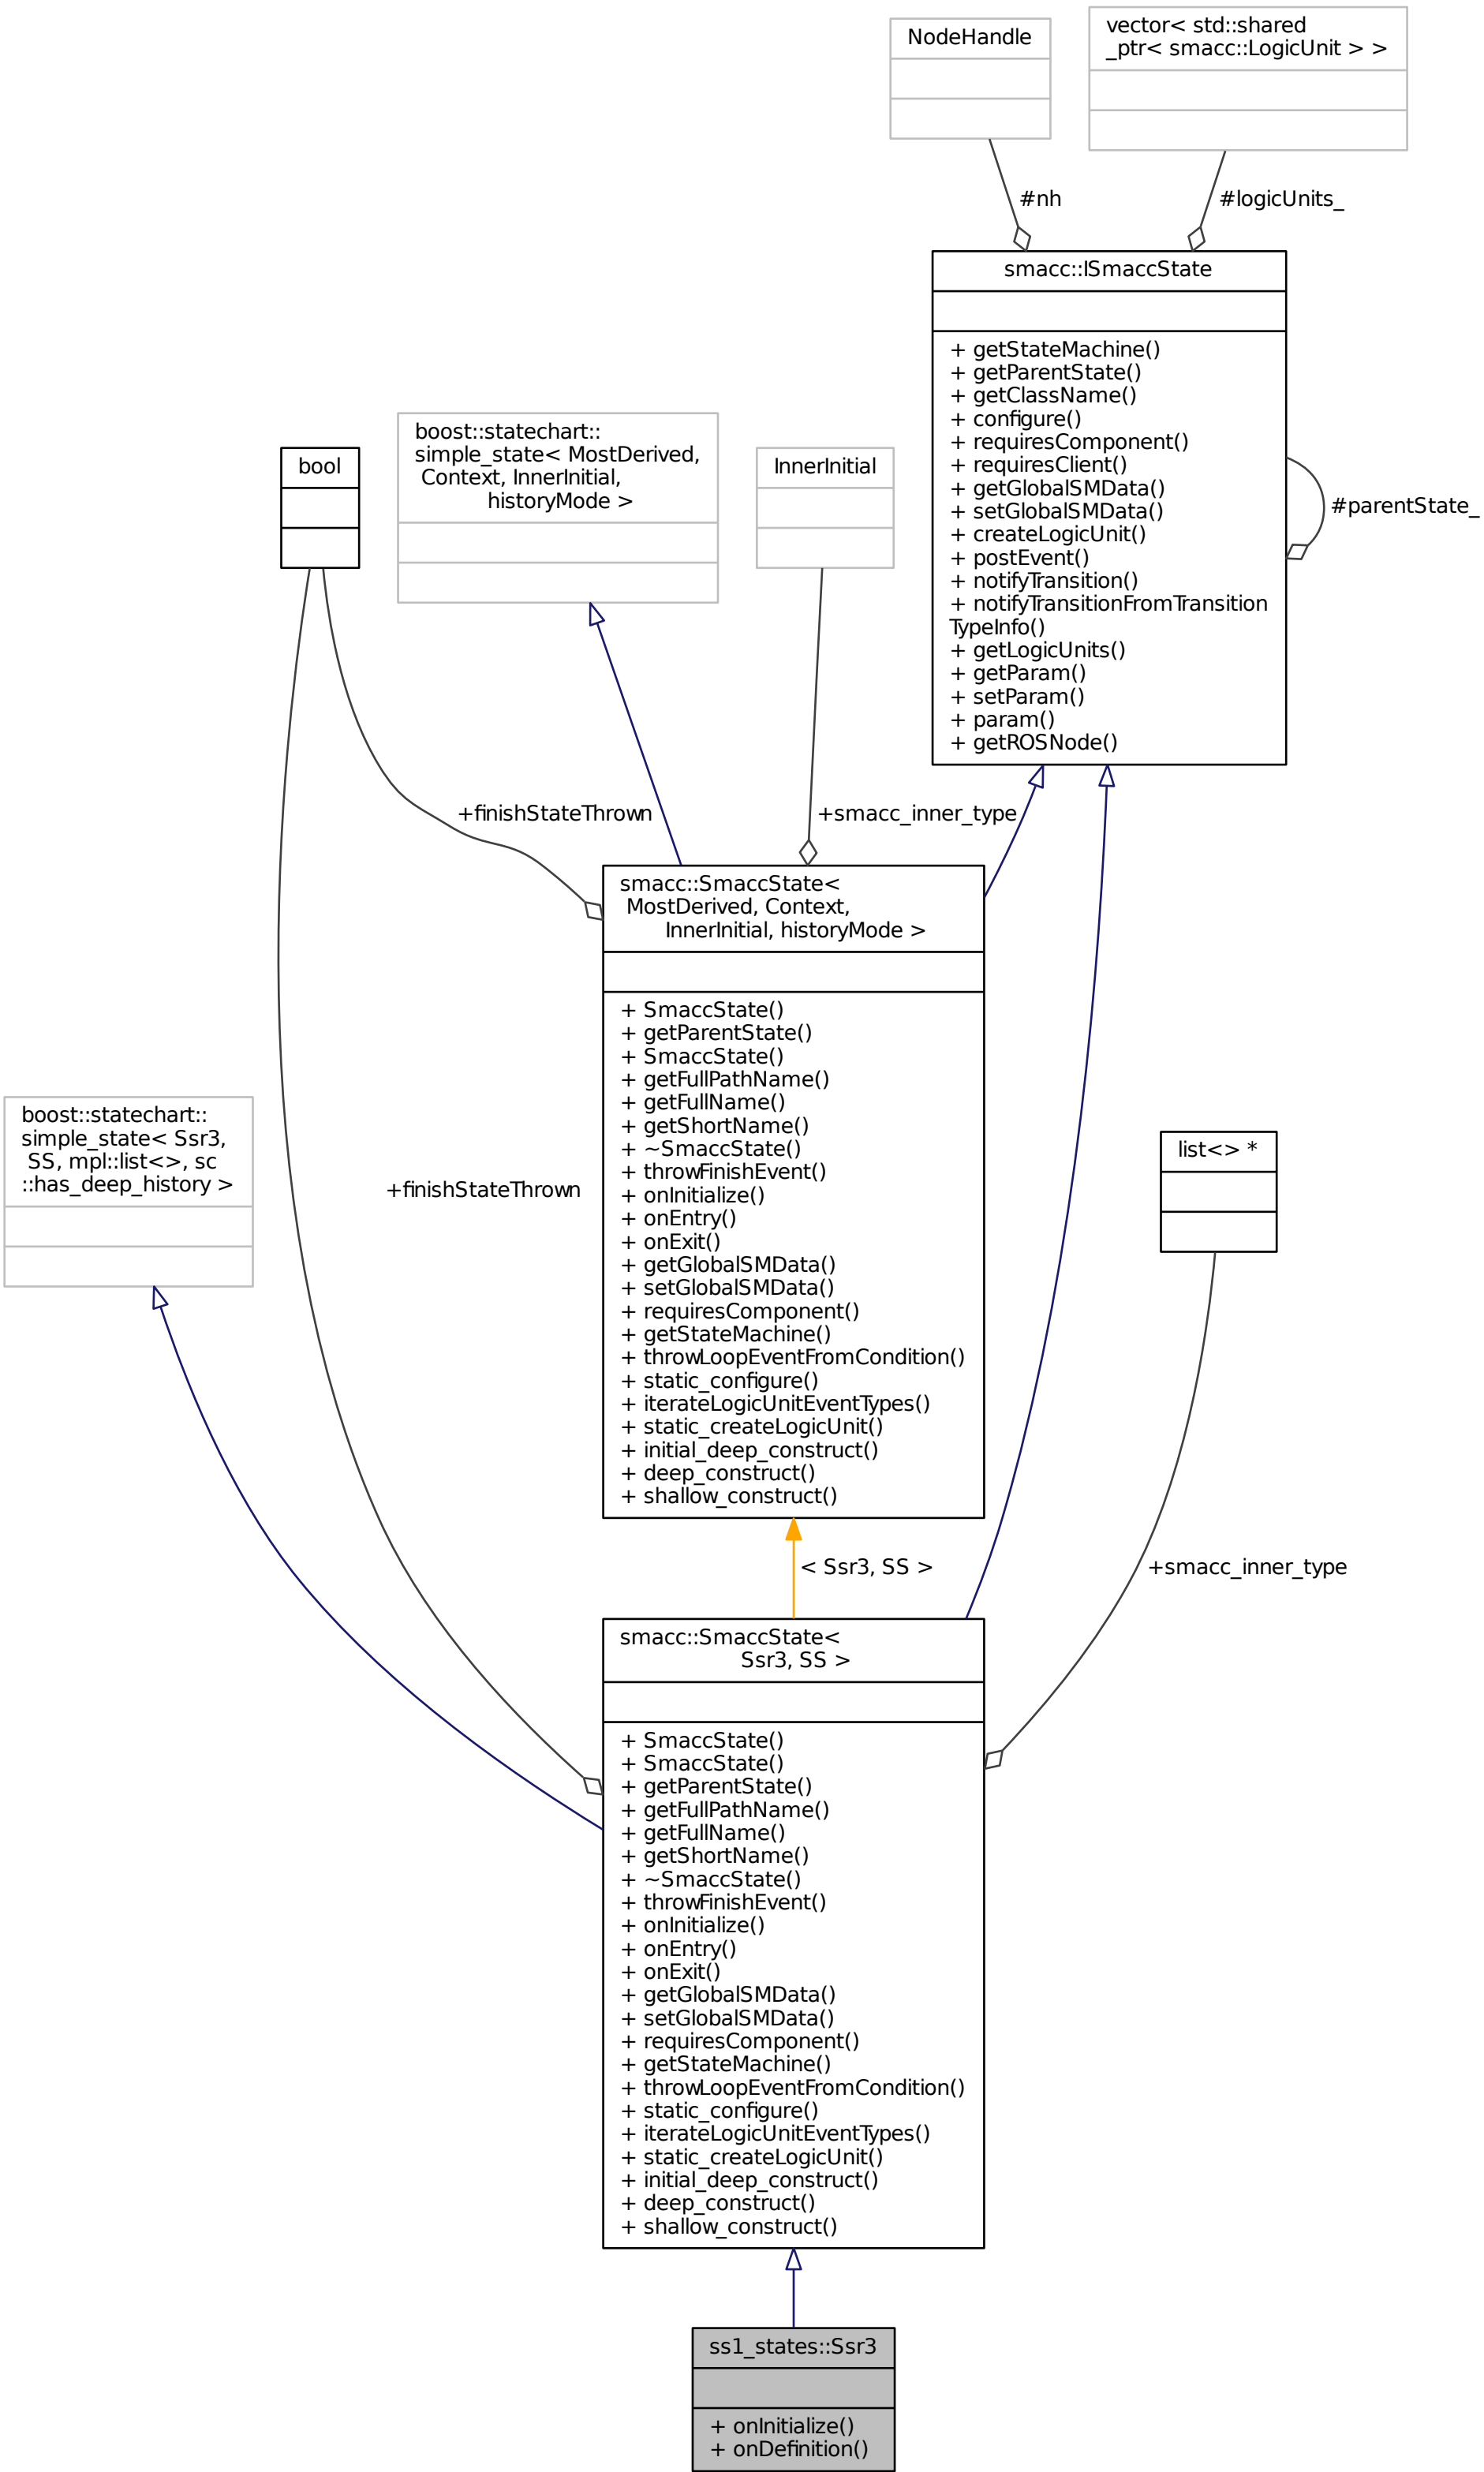 NodeHandle
vector< std::shared
_ptr< smacc::LogicUnit > >
#nh
#logicUnits_
smacc::ISmaccState
+ getStateMachine()
+ getParentState()
+ getClassName()
+ configure()
+ requiresComponent()
+ requiresClient()
+ getGlobalSMData()
+ setGlobalSMData()
+ createLogicUnit()
+ postEvent()
+ notifyTransition()
+ notifyTransitionFromTransition
TypeInfo()
+ getLogicUnits()
+ getParam()
+ setParam()
+ param()
+ getROSNode()
#parentState_
bool
boost::statechart::
simple_state< MostDerived,
Context, InnerInitial,
historyMode >
InnerInitial
+finishStateThrown
+smacc_inner_type
smacc::SmaccState<
MostDerived, Context,
InnerInitial, historyMode >
+ SmaccState()
+ getParentState()
+ SmaccState()
+ getFullPathName()
+ getFullName()
+ getShortName()
+ ~SmaccState()
+ throwFinishEvent()
+ onInitialize()
+ onEntry()
+ onExit()
+ getGlobalSMData()
+ setGlobalSMData()
+ requiresComponent()
+ getStateMachine()
+ throwLoopEventFromCondition()
+ static_configure()
+ iterateLogicUnitEventTypes()
+ static_createLogicUnit()
+ initial_deep_construct()
+ deep_construct()
+ shallow_construct()
boost::statechart::
simple_state< Ssr3,
SS, mpl::list<>, sc
::has_deep_history >
+finishStateThrown
list<> *
< Ssr3, SS >
+smacc_inner_type
smacc::SmaccState<
Ssr3, SS >
+ SmaccState()
+ SmaccState()
+ getParentState()
+ getFullPathName()
+ getFullName()
+ getShortName()
+ ~SmaccState()
+ throwFinishEvent()
+ onInitialize()
+ onEntry()
+ onExit()
+ getGlobalSMData()
+ setGlobalSMData()
+ requiresComponent()
+ getStateMachine()
+ throwLoopEventFromCondition()
+ static_configure()
+ iterateLogicUnitEventTypes()
+ static_createLogicUnit()
+ initial_deep_construct()
+ deep_construct()
+ shallow_construct()
ss1_states::Ssr3
+ onInitialize()
+ onDefinition()